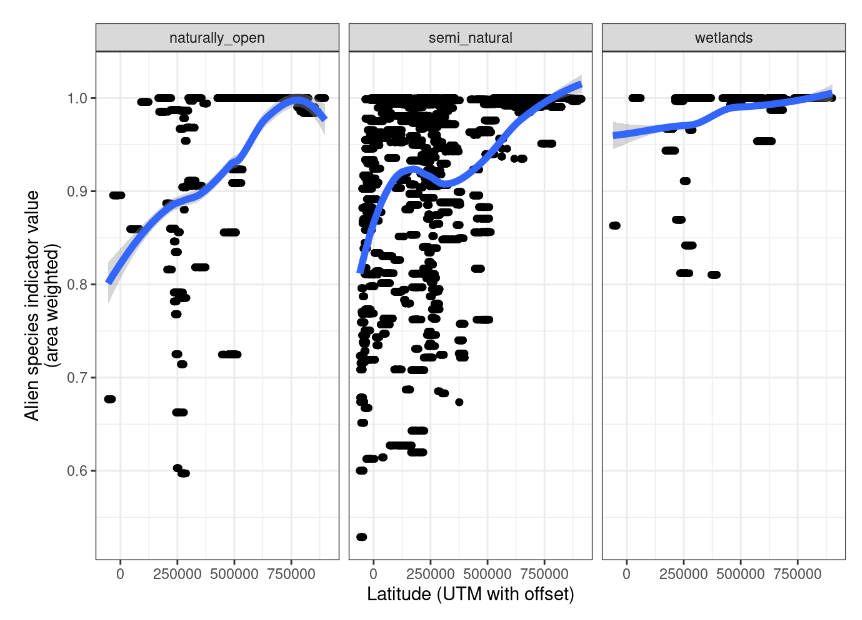 naturally_open
semi_natural
wetlands
Alien species indicator value
(area weighted)
1.0
0.9
0.8
0.7
0.6
0 250000 500000 750000
0 250000 500000 750000
0 250000 500000 750000
Latitude (UTM with offset)